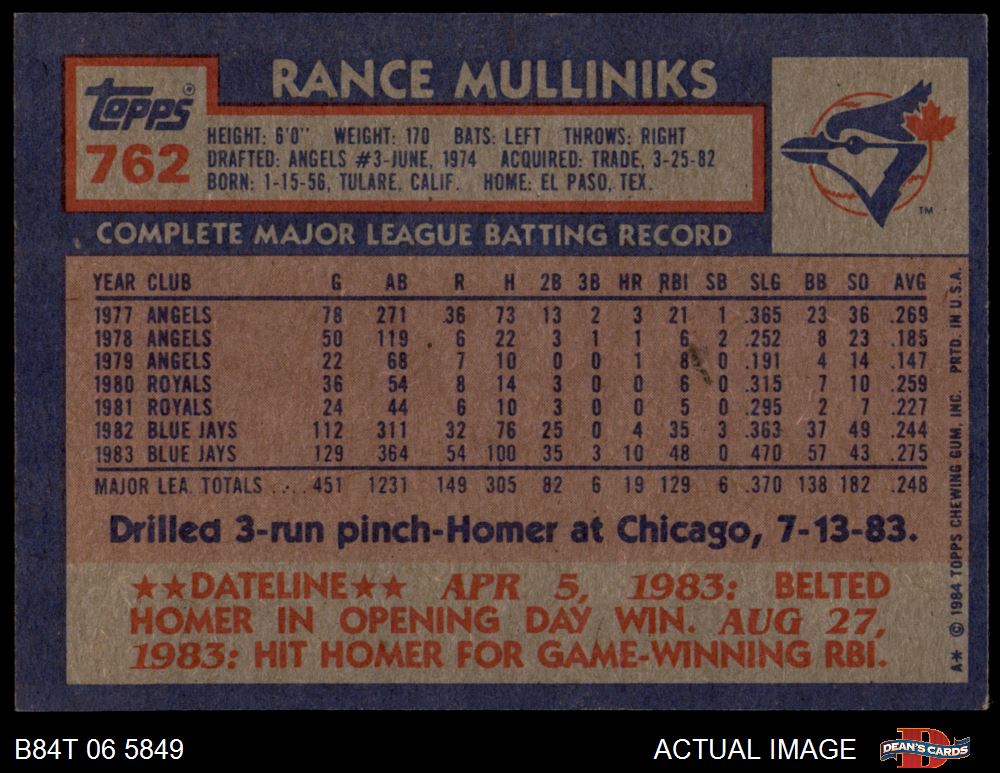 RANCE MULLINIKS
TOPPS ®
762
HEIGHT: 6'0" WEIGHT: 170 BATS: LEFT THROWS: RIGHT
DRAFTED: ANGELS #3-JUNE, 1974 ACQUIRED: TRADE, 3-25-82
BORN: 1-15-56, TULARE, CALIF. HOME: EL PASO, TEX.
TM
COMPLETE MAJOR LEAGUE BATTING RECORD
YEAR CLUB G AB R H 2B 3B HR RBI SB SLG BB SO AVG
1977 ANGELS 78 271 36 73 13 2 3 21 1 .365 23 36 .269
1978 ANGELS 50 119 6 22 3 1 1 6 2 .252 8 23 .185
1979 ANGELS 22 68 7 10 0 0 1 8 0 .191 4 14 .147
1980 ROYALS 36 54 8 14 3 0 0 6 0 .315 7 10 .259
1981 ROYALS 24 44 6 10 3 0 0 5 0 .295 2 7 .227
1982 BLUE JAYS 112 311 32 76 25 0 4 35 3 .363 37 49 .244
1983 BLUE JAYS 129 364 54 100 35 3 10 48 0 .470 57 43 .275
MAJOR LEA. TOTALS .... 451 1231 149 305 82 6 19 129 6 .370 138 182 .248
Drilled 3-run pinch-Homer at Chicago, 7-13-83.
★★DATELINE★★ APR 5, 1983: BELTED
HOMER IN OPENING DAY WIN. AUG 27,
1983: HIT HOMER FOR GAME-WINNING RBI.
A* © 1984 TOPPS CHEWING GUM, INC. PRTD. IN U.S.A.
B84T 06 5849
ACTUAL IMAGE
DEAN'S CARDS